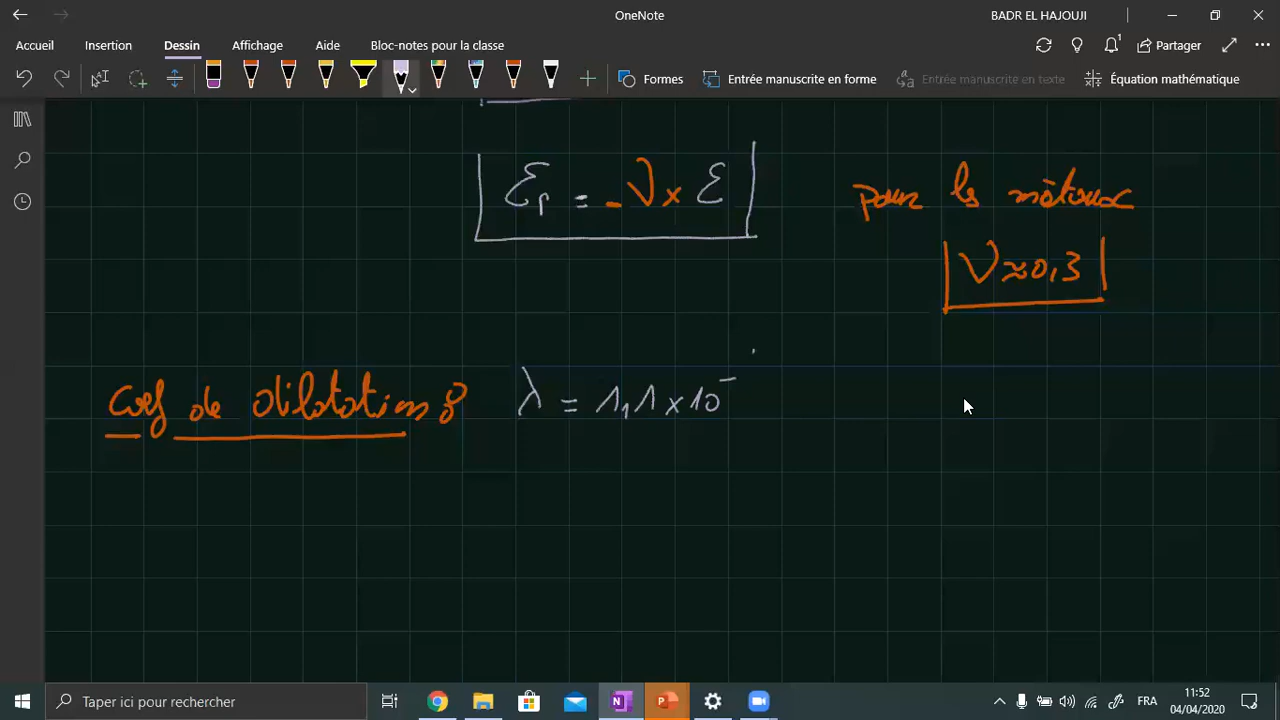 OneNote
BADR EL HAJOUJI
Accueil Insertion Dessin Affichage Aide Bloc-notes pour la classe
Partager
Formes Entrée manuscrite en forme Entrée manuscrite en texte Équation mathématique
εp = -ν x ε
pour les métaux
ν≈0,3
Coef de dilatation : λ = 1,1 x 10⁻
Taper ici pour rechercher
FRA
11:52
04/04/2020